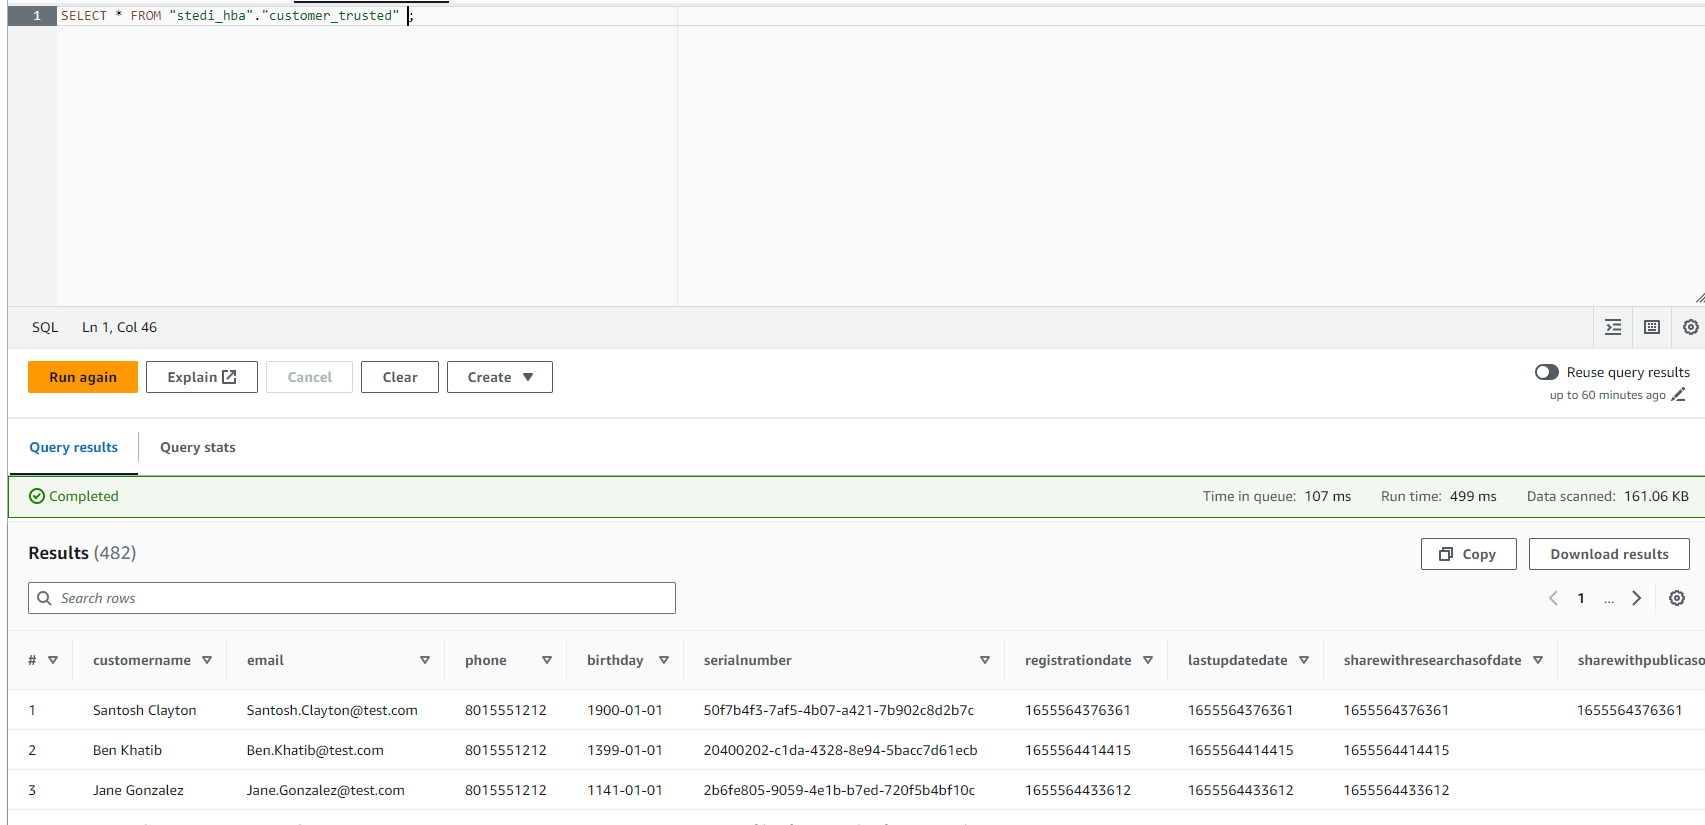 1 SELECT * FROM "stedi_hba"."customer_trusted" ;
SQL Ln 1, Col 46
Run again Explain Cancel Clear Create
Reuse query results
up to 60 minutes ago
Query results Query stats
Completed Time in queue: 107 ms Run time: 499 ms Data scanned: 161.06 KB
Results (482) Copy Download results
Search rows 1 ...
# customername email phone birthday serialnumber registrationdate lastupdatedate sharewithresearchasofdate sharewithpublicaso
1 Santosh Clayton Santosh.Clayton@test.com 8015551212 1900-01-01 50f7b4f3-7af5-4b07-a421-7b902c8d2b7c 1655564376361 1655564376361 1655564376361 1655564376361
2 Ben Khatib Ben.Khatib@test.com 8015551212 1399-01-01 20400202-c1da-4328-8e94-5bacc7d61ecb 1655564414415 1655564414415 1655564414415
3 Jane Gonzalez Jane.Gonzalez@test.com 8015551212 1141-01-01 2b6fe805-9059-4e1b-b7ed-720f5b4bf10c 1655564433612 1655564433612 1655564433612